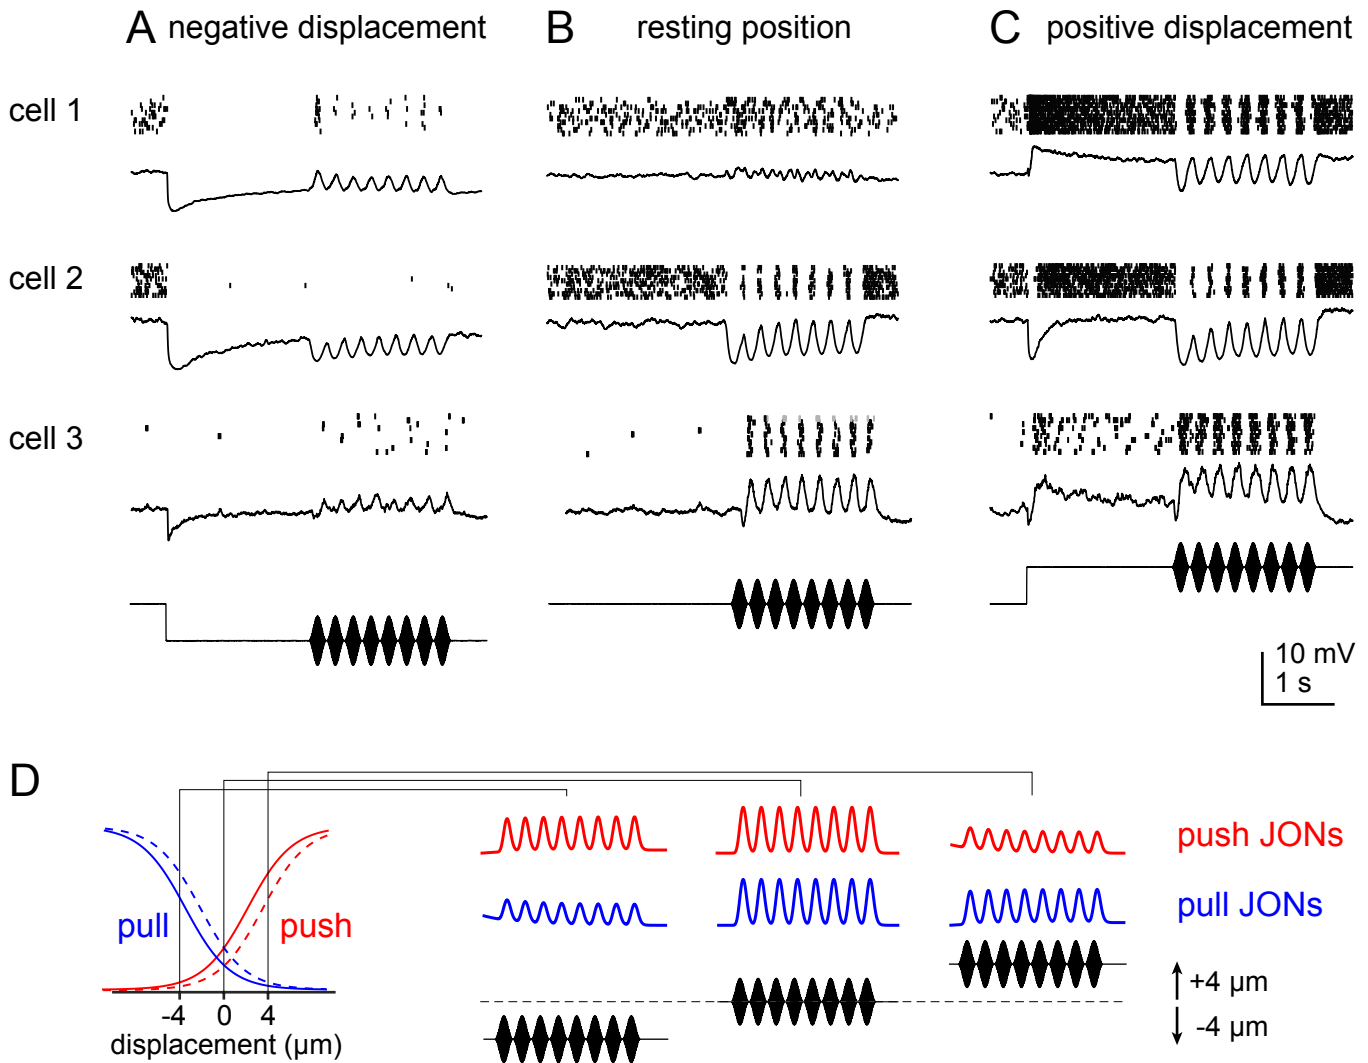 A negative displacement
B resting position
C positive displacement
cell 1
cell 2
cell 3
10 mV
1 s
D
push JONs
pull JONs
pull
push
-4 0 4
displacement (µm)
+4 µm
-4 µm